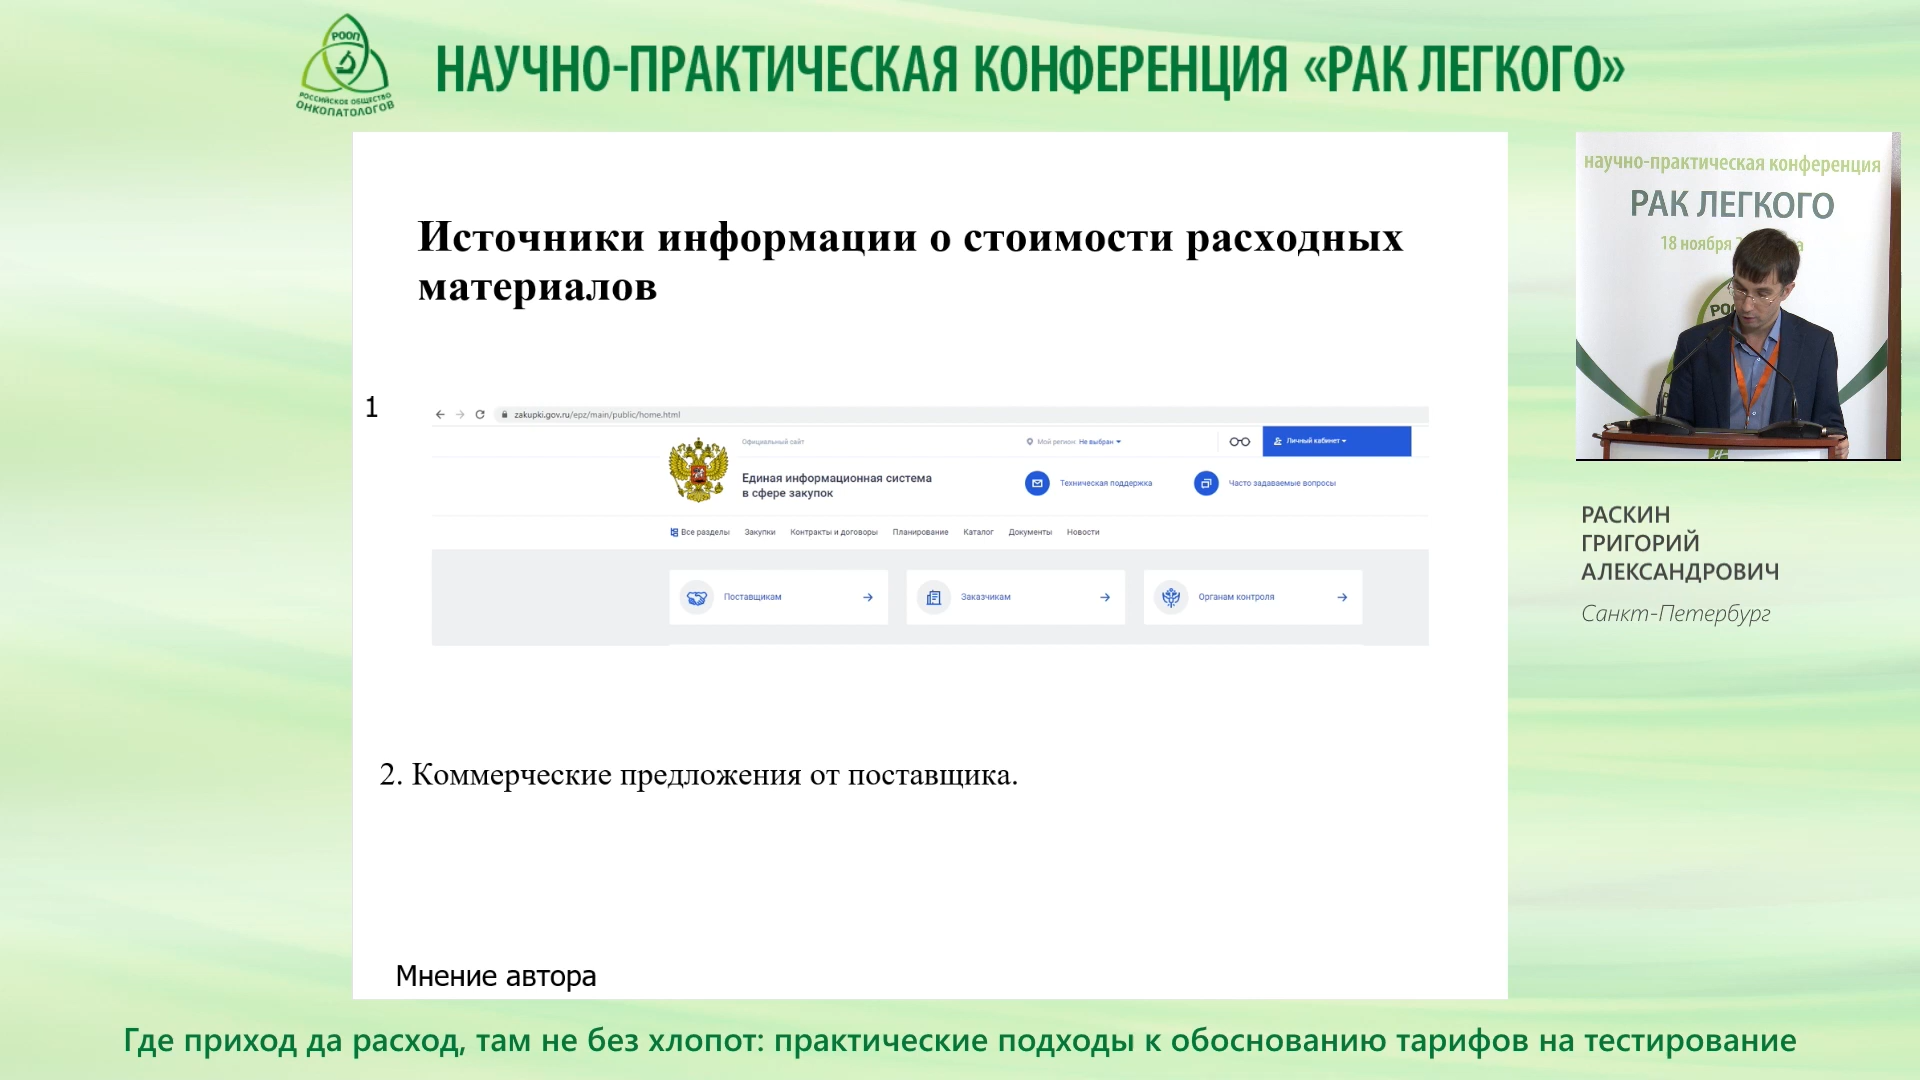 РООП
РОССИЙСКОЕ ОБЩЕСТВО
ОНКОПАТОЛОГОВ
НАУЧНО-ПРАКТИЧЕСКАЯ КОНФЕРЕНЦИЯ «РАК ЛЕГКОГО»
Источники информации о стоимости расходных
материалов
1
zakupki.gov.ru/epz/main/public/home.html
Официальный сайт
Мой регион: Не выбран
Личный кабинет
Единая информационная система
в сфере закупок
Техническая поддержка
Часто задаваемые вопросы
Все разделы Закупки Контракты и договоры Планирование Каталог Документы Новости
Поставщикам
Заказчикам
Органам контроля
2. Коммерческие предложения от поставщика.
Мнение автора
научно-практическая конференция
РАК ЛЕГКОГО
18 ноября
РАСКИН
ГРИГОРИЙ
АЛЕКСАНДРОВИЧ
Санкт-Петербург
Где приход да расход, там не без хлопот: практические подходы к обоснованию тарифов на тестирование